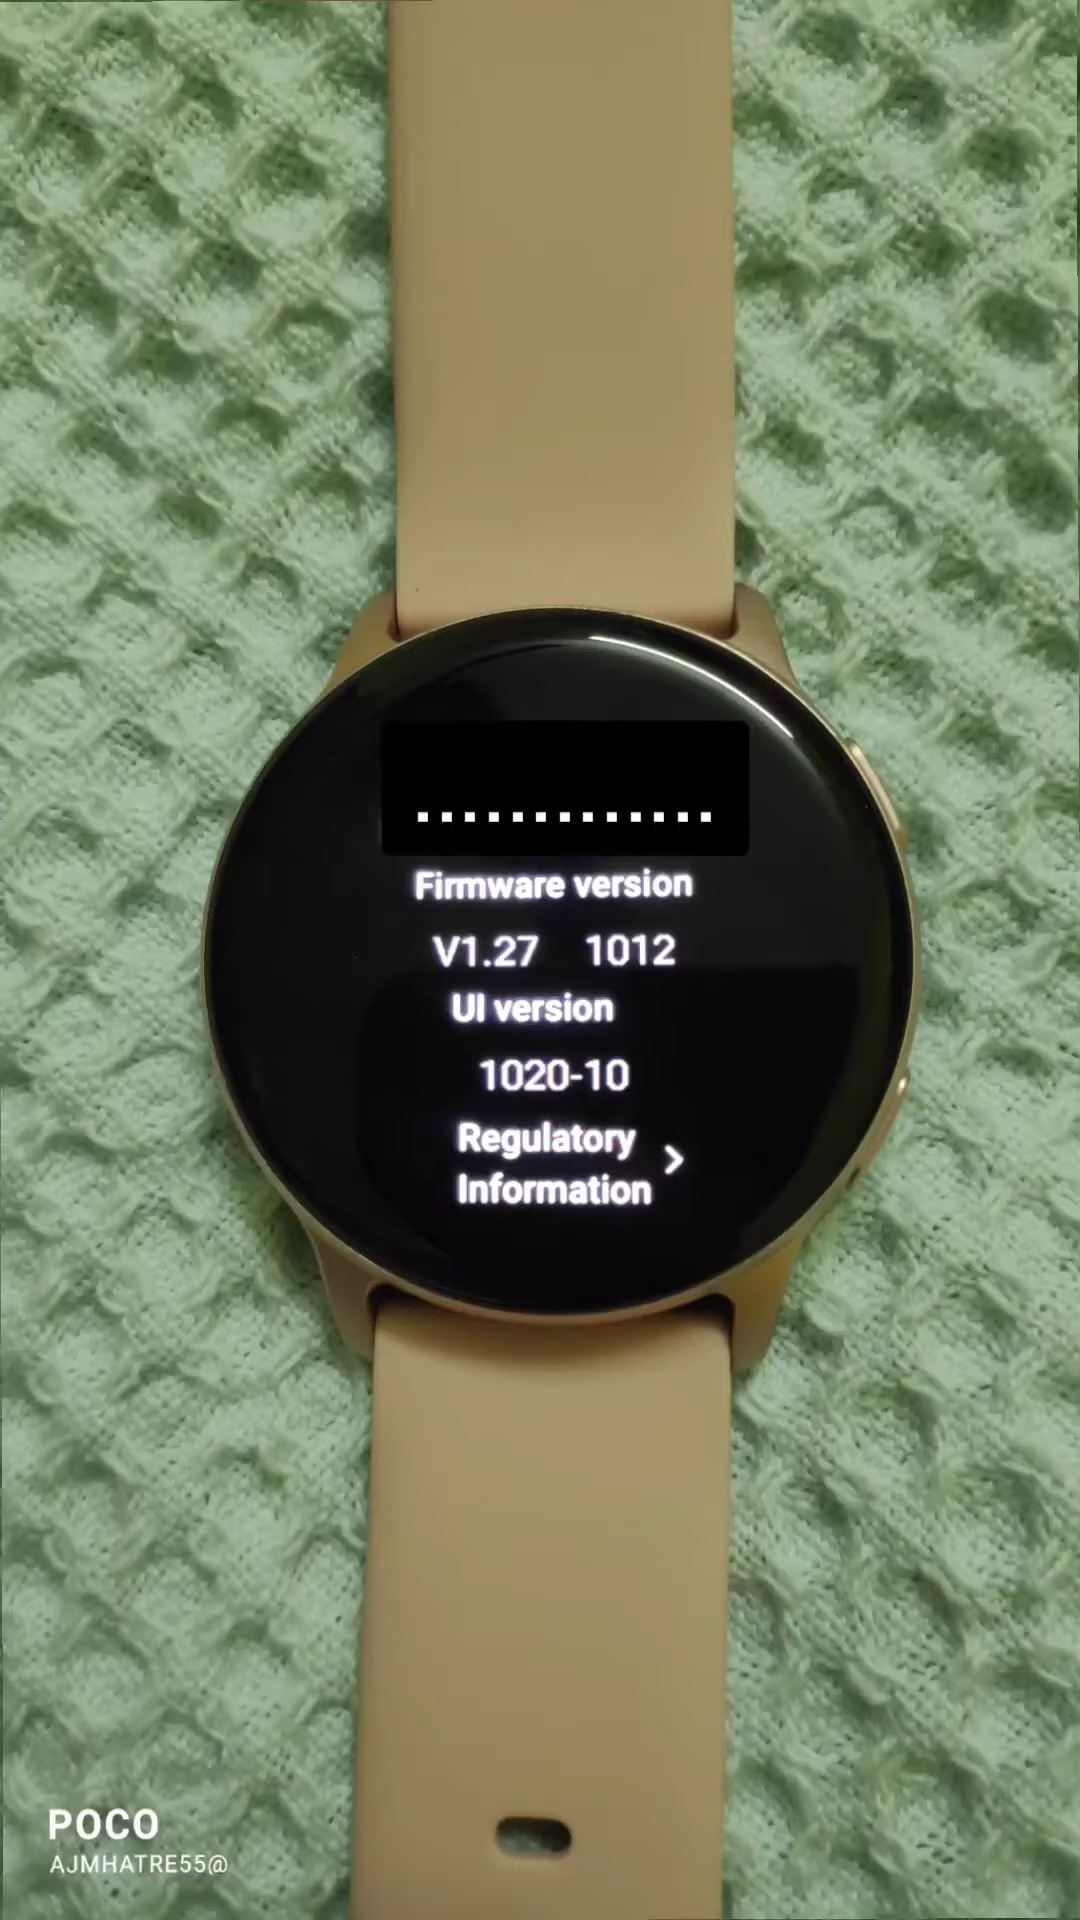 .............
Firmware version
V1.27 1012
UI version
1020-10
Regulatory
Information
POCO
AJMHATRE55@